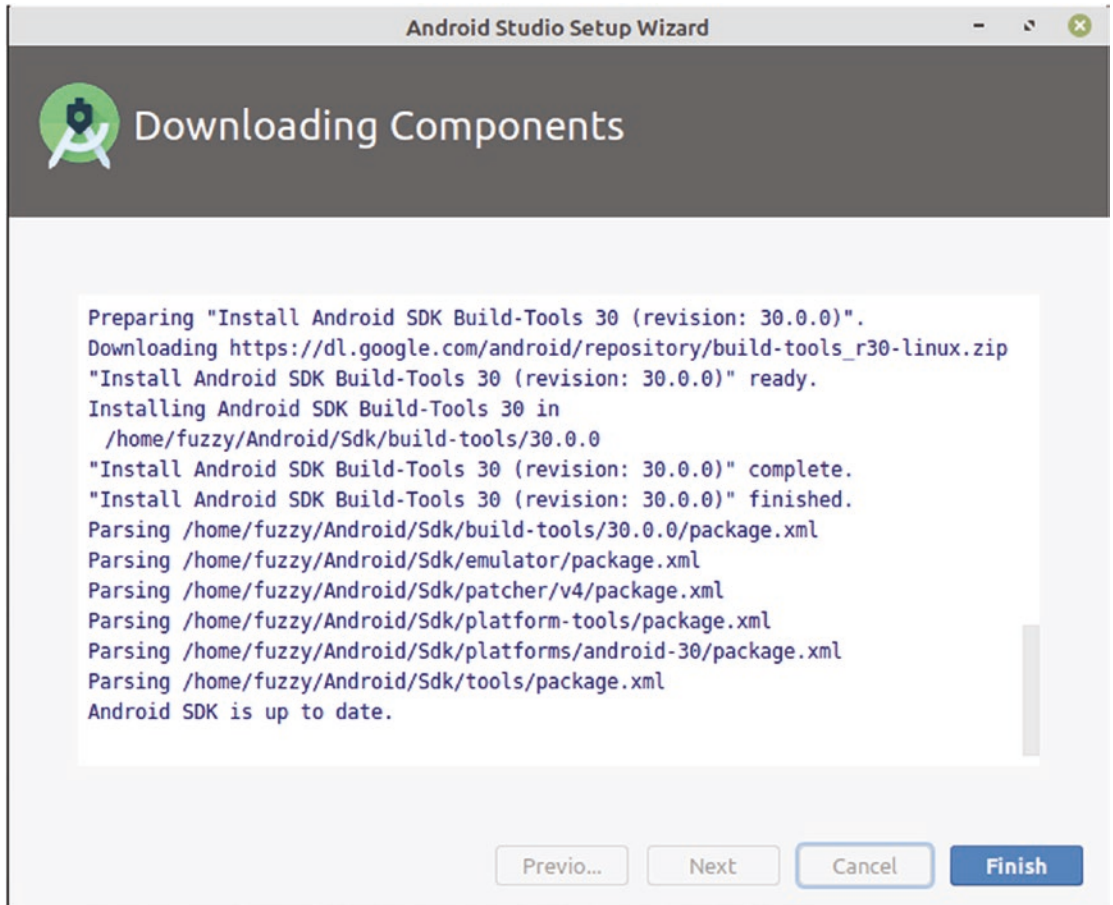 Android Studio Setup Wizard
Downloading Components
Preparing "Install Android SDK Build-Tools 30 (revision: 30.0.0)".
Downloading https://dl.google.com/android/repository/build-tools_r30-linux.zip
"Install Android SDK Build-Tools 30 (revision: 30.0.0)" ready.
Installing Android SDK Build-Tools 30 in
/home/fuzzy/Android/Sdk/build-tools/30.0.0
"Install Android SDK Build-Tools 30 (revision: 30.0.0)" complete.
"Install Android SDK Build-Tools 30 (revision: 30.0.0)" finished.
Parsing /home/fuzzy/Android/Sdk/build-tools/30.0.0/package.xml
Parsing /home/fuzzy/Android/Sdk/emulator/package.xml
Parsing /home/fuzzy/Android/Sdk/patcher/v4/package.xml
Parsing /home/fuzzy/Android/Sdk/platform-tools/package.xml
Parsing /home/fuzzy/Android/Sdk/platforms/android-30/package.xml
Parsing /home/fuzzy/Android/Sdk/tools/package.xml
Android SDK is up to date.
Previo... Next Cancel Finish